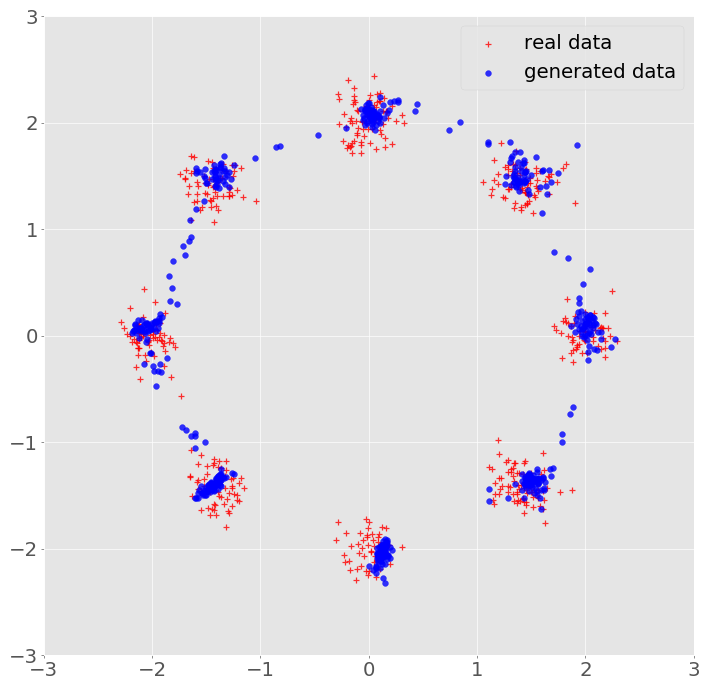 real data
generated data
3
2
1
0
−1
−2
−3
−3 −2 −1 0 1 2 3